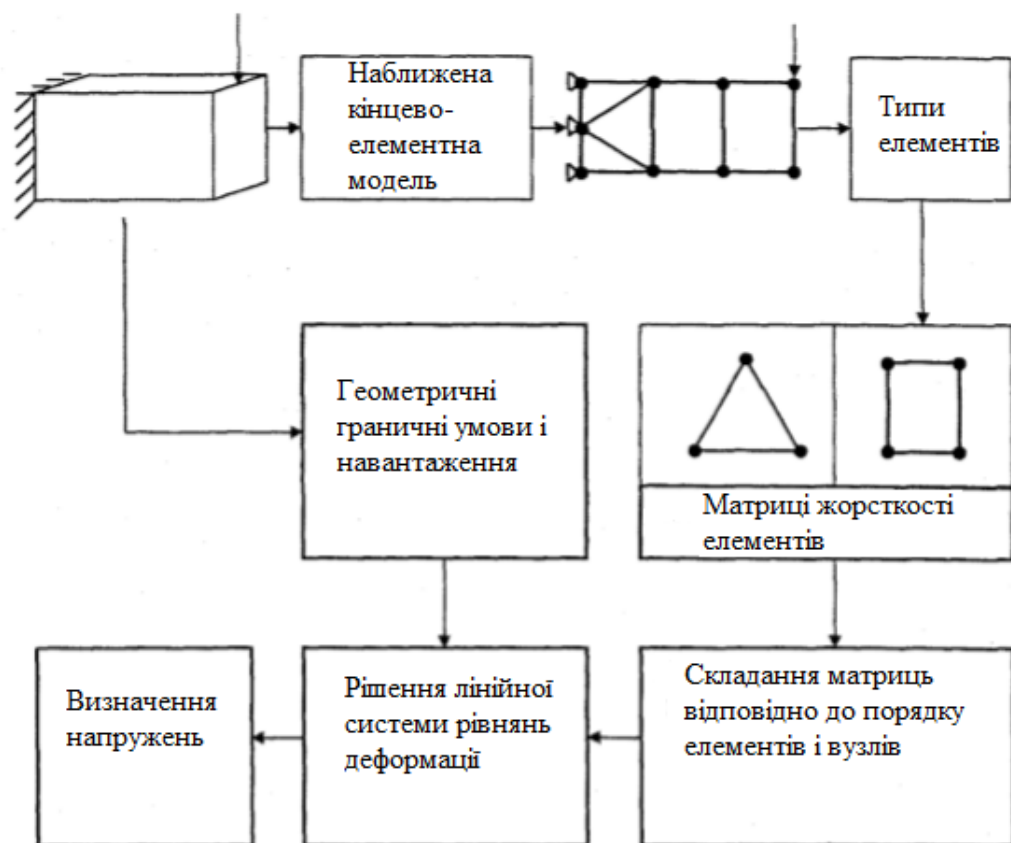 Наближена
кінцево-
елементна
модель
Типи
елементів
Геометричні
граничні умови і
навантаження
Матриці жорсткості
елементів
Визначення
напружень
Рішення лінійної
системи рівнянь
деформації
Складання матриць
відповідно до порядку
елементів і вузлів